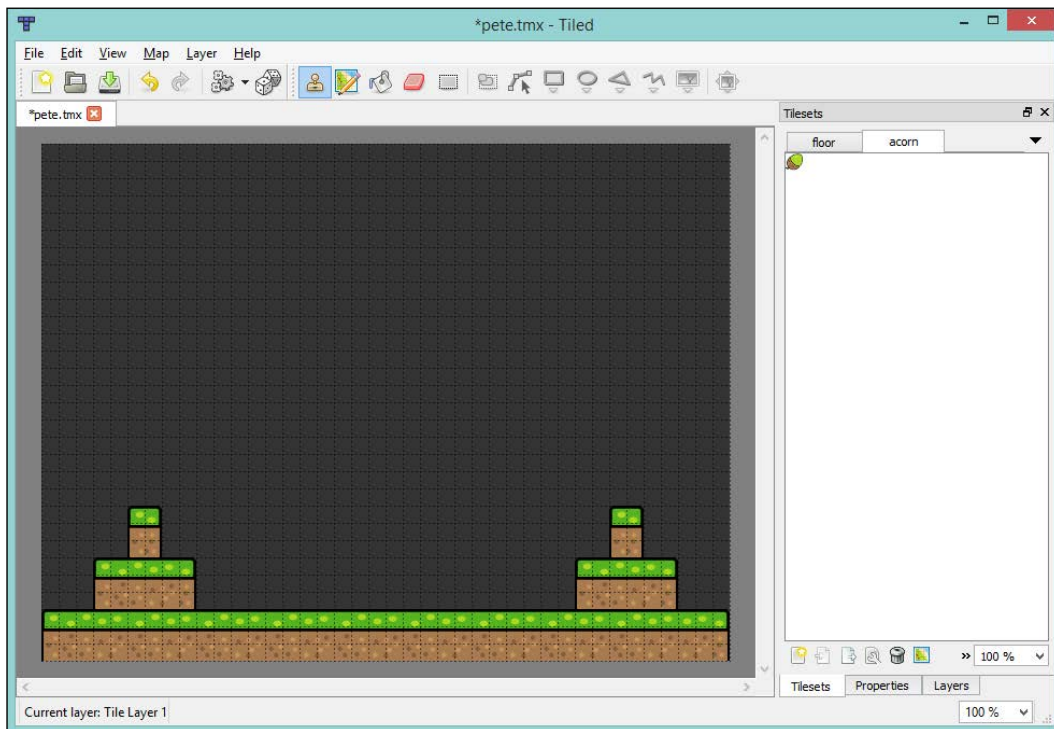 *pete.tmx - Tiled
File Edit View Map Layer Help
*pete.tmx
Tilesets
floor acorn
» 100 %
Tilesets Properties Layers
Current layer: Tile Layer 1
100 %